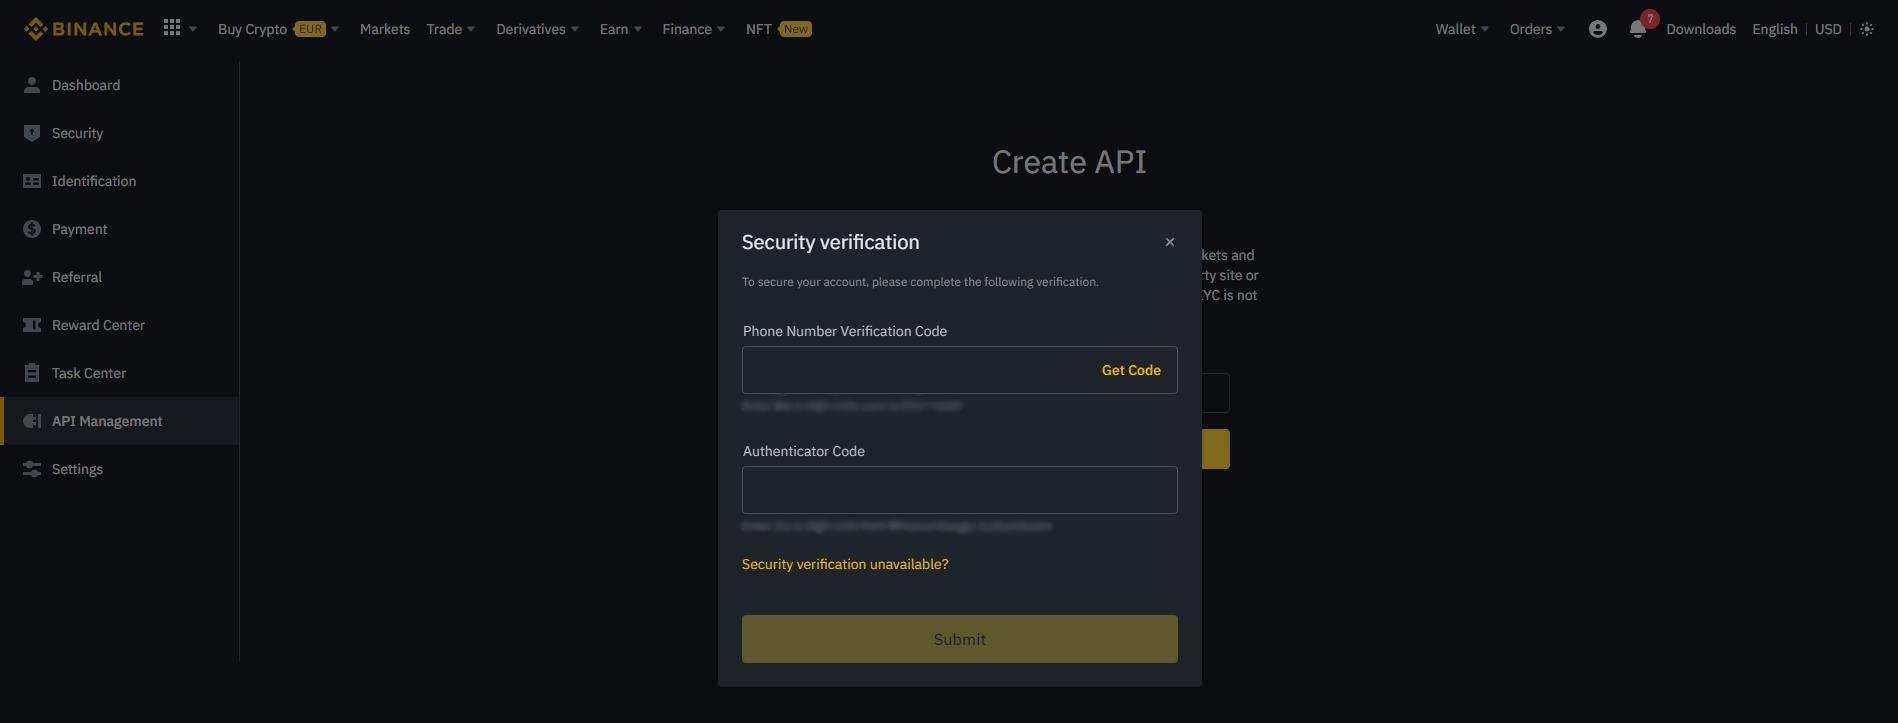 BINANCE
Buy Crypto EUR Markets Trade Derivatives Earn Finance NFT New
Wallet Orders 7 Downloads English USD
Dashboard
Security
Identification
Payment
Referral
Reward Center
Task Center
API Management
Settings
Create API
kets and
ty site or
YC is not
Security verification
To secure your account, please complete the following verification.
Phone Number Verification Code
Get Code
Authenticator Code
Security verification unavailable?
Submit